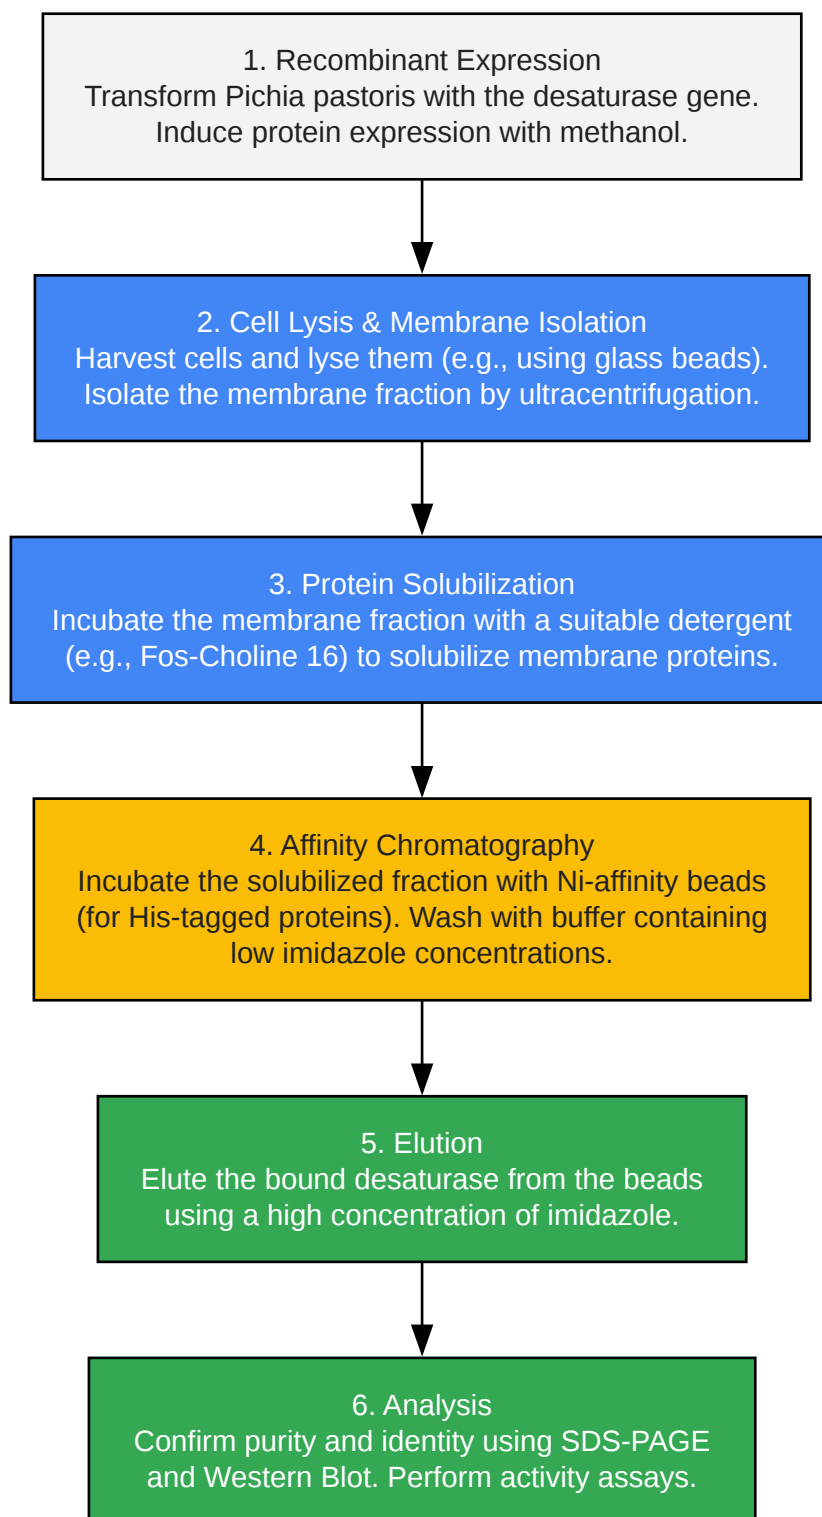 1. Recombinant Expression
Transform Pichia pastoris with the desaturase gene.
Induce protein expression with methanol.
2. Cell Lysis & Membrane Isolation
Harvest cells and lyse them (e.g., using glass beads).
Isolate the membrane fraction by ultracentrifugation.
3. Protein Solubilization
Incubate the membrane fraction with a suitable detergent
(e.g., Fos-Choline 16) to solubilize membrane proteins.
4. Affinity Chromatography
Incubate the solubilized fraction with Ni-affinity beads
(for His-tagged proteins). Wash with buffer containing
low imidazole concentrations.
5. Elution
Elute the bound desaturase from the beads
using a high concentration of imidazole.
6. Analysis
Confirm purity and identity using SDS-PAGE
and Western Blot. Perform activity assays.